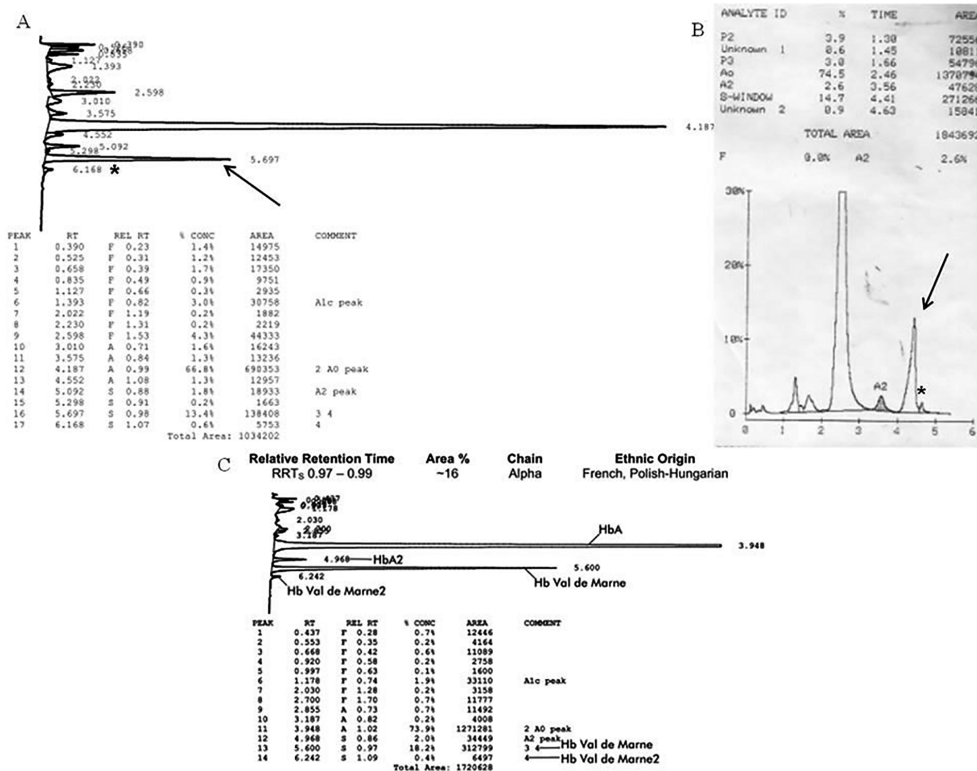 A
0.390
1.127
1.393
2.022
2.230
2.598
3.010
3.575
4.187
4.552
5.092
5.298
5.697
6.168 *
PEAK RT REL RT % CONC AREA COMMENT
1 0.390 F 0.23 1.4% 14975
2 0.525 F 0.31 1.2% 12453
3 0.658 F 0.39 1.7% 17350
4 0.835 F 0.49 0.9% 9751
5 1.127 F 0.66 0.3% 2935
6 1.393 F 0.82 3.0% 30758 A1c peak
7 2.022 F 1.19 0.2% 1882
8 2.230 F 1.31 0.2% 2219
9 2.598 F 1.53 4.3% 44333
10 3.010 A 0.71 1.6% 16243
11 3.575 A 0.84 1.3% 13236
12 4.187 A 0.99 66.8% 690353 2 A0 peak
13 4.552 A 1.08 1.3% 12957
14 5.092 S 0.88 1.8% 18933 A2 peak
15 5.298 S 0.91 0.2% 1663
16 5.697 S 0.98 13.4% 138408 3 4
17 6.168 S 1.07 0.6% 5753 4
Total Area: 1034202
B
ANALYTE ID % TIME AREA
P2 3.9 1.30 72556
Unknown 1 0.6 1.45 10811
P3 3.0 1.66 54796
Ao 74.5 2.46 1370794
A2 2.6 3.56 47628
S-WINDOW 14.7 4.41 271266
Unknown 2 0.9 4.63 15841
TOTAL AREA 1843692
F 0.0% A2 2.6%
30%
20%
10%
0%
A2
*
0 1 2 3 4 5 6
C
Relative Retention Time Area % Chain Ethnic Origin
RRTs 0.97 – 0.99 ~16 Alpha French, Polish-Hungarian
1.178
2.030
3.187
HbA
3.948
4.968 HbA2
5.600
6.242
Hb Val de Marne
Hb Val de Marne2
PEAK RT REL RT % CONC AREA COMMENT
1 0.437 F 0.28 0.7% 12446
2 0.553 F 0.35 0.2% 4164
3 0.668 F 0.42 0.6% 11089
4 0.920 F 0.58 0.2% 2758
5 0.997 F 0.63 0.1% 1600
6 1.178 F 0.74 1.9% 33110 A1c peak
7 2.030 F 1.28 0.2% 3158
8 2.700 F 1.70 0.7% 11777
9 2.855 A 0.73 0.7% 11492
10 3.187 A 0.82 0.2% 4008
11 3.948 A 1.02 73.9% 1271281 2 A0 peak
12 4.968 S 0.86 2.0% 34449 A2 peak
13 5.600 S 0.97 18.2% 312799 3 4 Hb Val de Marne
14 6.242 S 1.09 0.4% 6497 4 Hb Val de Marne2
Total Area: 1720628